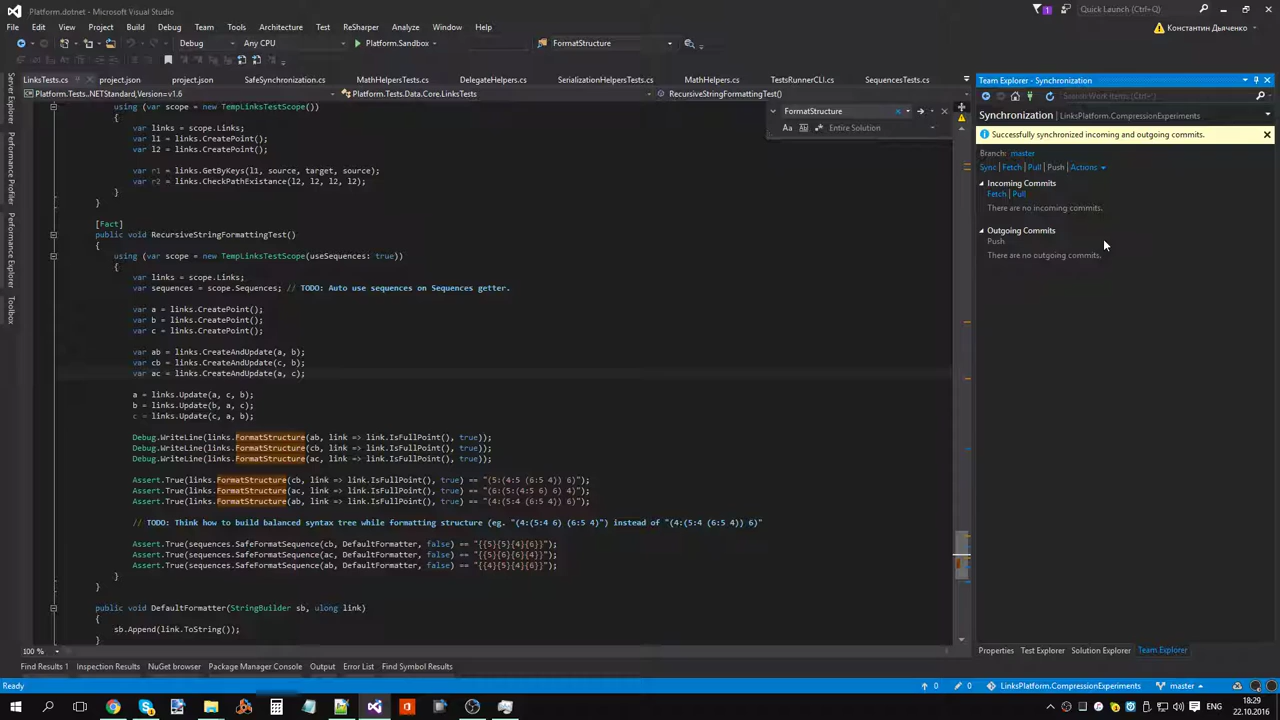 Platform.dotnet - Microsoft Visual Studio
Quick Launch (Ctrl+Q)
File Edit View Project Build Debug Team Tools Architecture Test ReSharper Analyze Window Help
Константин Дьяченко
Debug Any CPU Platform.Sandbox FormatStructure
LinksTests.cs project.json project.json SafeSynchronization.cs MathHelpersTests.cs DelegateHelpers.cs SerializationHelpers.cs MathHelpers.cs TestsRunnerCLI.cs SequencesTests.cs
Platform.Tests..NETStandard,Version=v1.6 Platform.Tests.Data.Core.LinksTests RecursiveStringFormattingTest()
Server Explorer
Performance Profiler
Performance Explorer
Toolbox
using (var scope = new TempLinksTestScope())
{
var links = scope.Links;
var l1 = links.CreatePoint();
var l2 = links.CreatePoint();
var r1 = links.GetByKeys(l1, source, target, source);
var r2 = links.CheckPathExistance(l2, l2, l2, l2);
}
}
[Fact]
public void RecursiveStringFormattingTest()
{
using (var scope = new TempLinksTestScope(useSequences: true))
{
var links = scope.Links;
var sequences = scope.Sequences; // TODO: Auto use sequences on Sequences getter.
var a = links.CreatePoint();
var b = links.CreatePoint();
var c = links.CreatePoint();
var ab = links.CreateAndUpdate(a, b);
var cb = links.CreateAndUpdate(c, b);
var ac = links.CreateAndUpdate(a, c);
a = links.Update(a, c, b);
b = links.Update(b, a, c);
c = links.Update(c, a, b);
Debug.WriteLine(links.FormatStructure(ab, link => link.IsFullPoint(), true));
Debug.WriteLine(links.FormatStructure(cb, link => link.IsFullPoint(), true));
Debug.WriteLine(links.FormatStructure(ac, link => link.IsFullPoint(), true));
Assert.True(links.FormatStructure(cb, link => link.IsFullPoint(), true) == "(5:(4:5 (6:5 4)) 6)");
Assert.True(links.FormatStructure(ac, link => link.IsFullPoint(), true) == "(6:(5:(4:5 6) 6) 4)");
Assert.True(links.FormatStructure(ab, link => link.IsFullPoint(), true) == "(4:(5:4 (6:5 4)) 6)");
// TODO: Think how to build balanced syntax tree while formatting structure (eg. "(4:(5:4 6) (6:5 4)") instead of "(4:(5:4 (6:5 4)) 6)"
Assert.True(sequences.SafeFormatSequence(cb, DefaultFormatter, false) == "{{5}{5}{4}{6}}");
Assert.True(sequences.SafeFormatSequence(ac, DefaultFormatter, false) == "{{5}{6}{6}{4}}");
Assert.True(sequences.SafeFormatSequence(ab, DefaultFormatter, false) == "{{4}{5}{4}{6}}");
}
}
public void DefaultFormatter(StringBuilder sb, ulong link)
{
sb.Append(link.ToString());
}
FormatStructure
Aa Entire Solution
Team Explorer - Synchronization
Search Work Items (Ctrl+')
Synchronization | LinksPlatform.CompressionExperiments
Successfully synchronized incoming and outgoing commits.
Branch: master
Sync | Fetch | Pull | Push | Actions
Incoming Commits
Fetch | Pull
There are no incoming commits.
Outgoing Commits
Push
There are no outgoing commits.
100 %
Properties Test Explorer Solution Explorer Team Explorer
Find Results 1 Inspection Results NuGet browser Package Manager Console Output Error List Find Symbol Results
Ready 0 0 LinksPlatform.CompressionExperiments master
ENG
18:29
22.10.2016